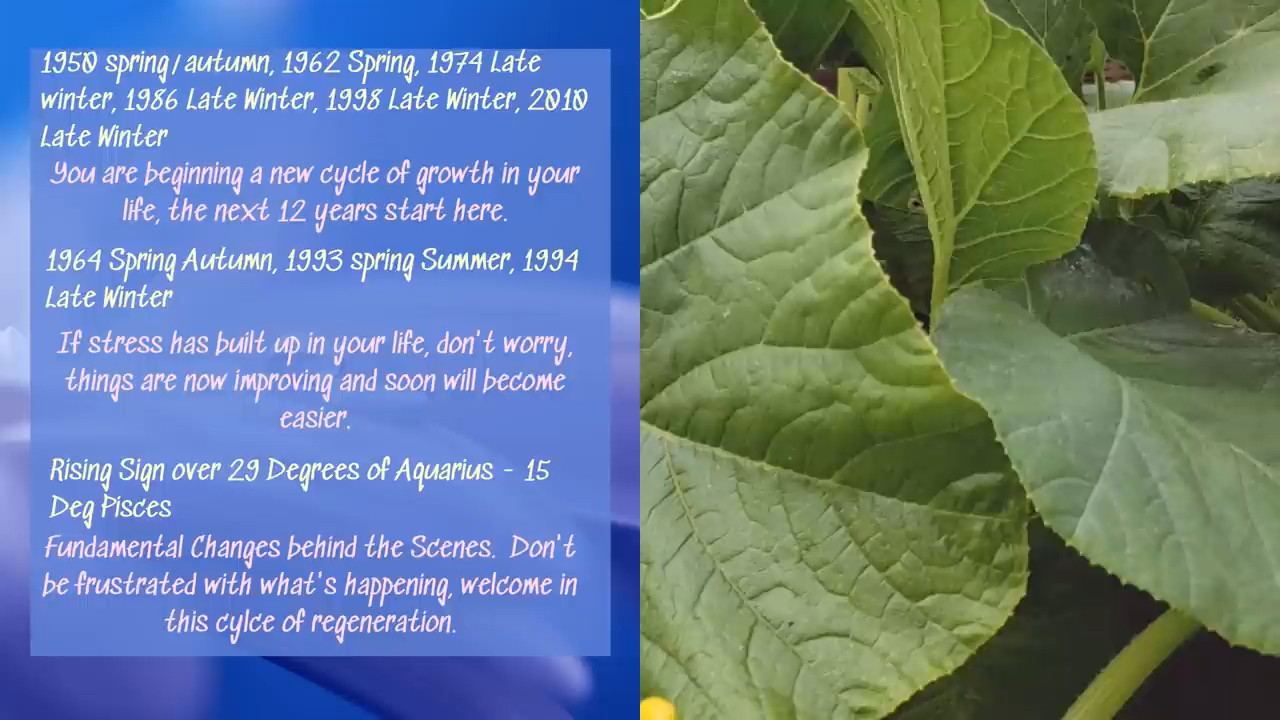 1950 spring/autumn, 1962 Spring, 1974 Late
winter, 1986 Late Winter, 1998 Late Winter, 2010
Late Winter
You are beginning a new cycle of growth in your
life, the next 12 years start here.
1964 Spring Autumn, 1993 spring Summer, 1994
Late Winter
If stress has built up in your life, don't worry,
things are now improving and soon will become
easier.
Rising Sign over 29 Degrees of Aquarius - 15
Deg Pisces
Fundamental Changes behind the Scenes. Don't
be frustrated with what's happening, welcome in
this cylce of regeneration.